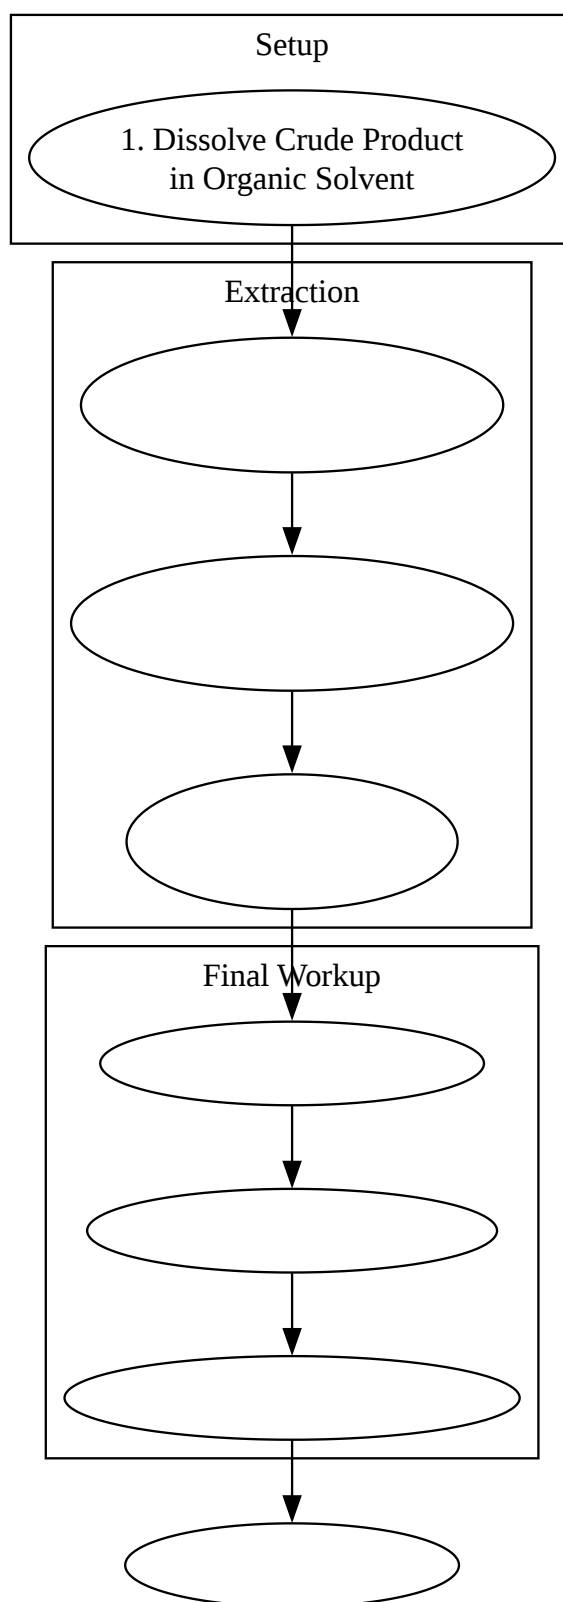 Setup
1. Dissolve Crude Product
in Organic Solvent
Extraction
Final Workup